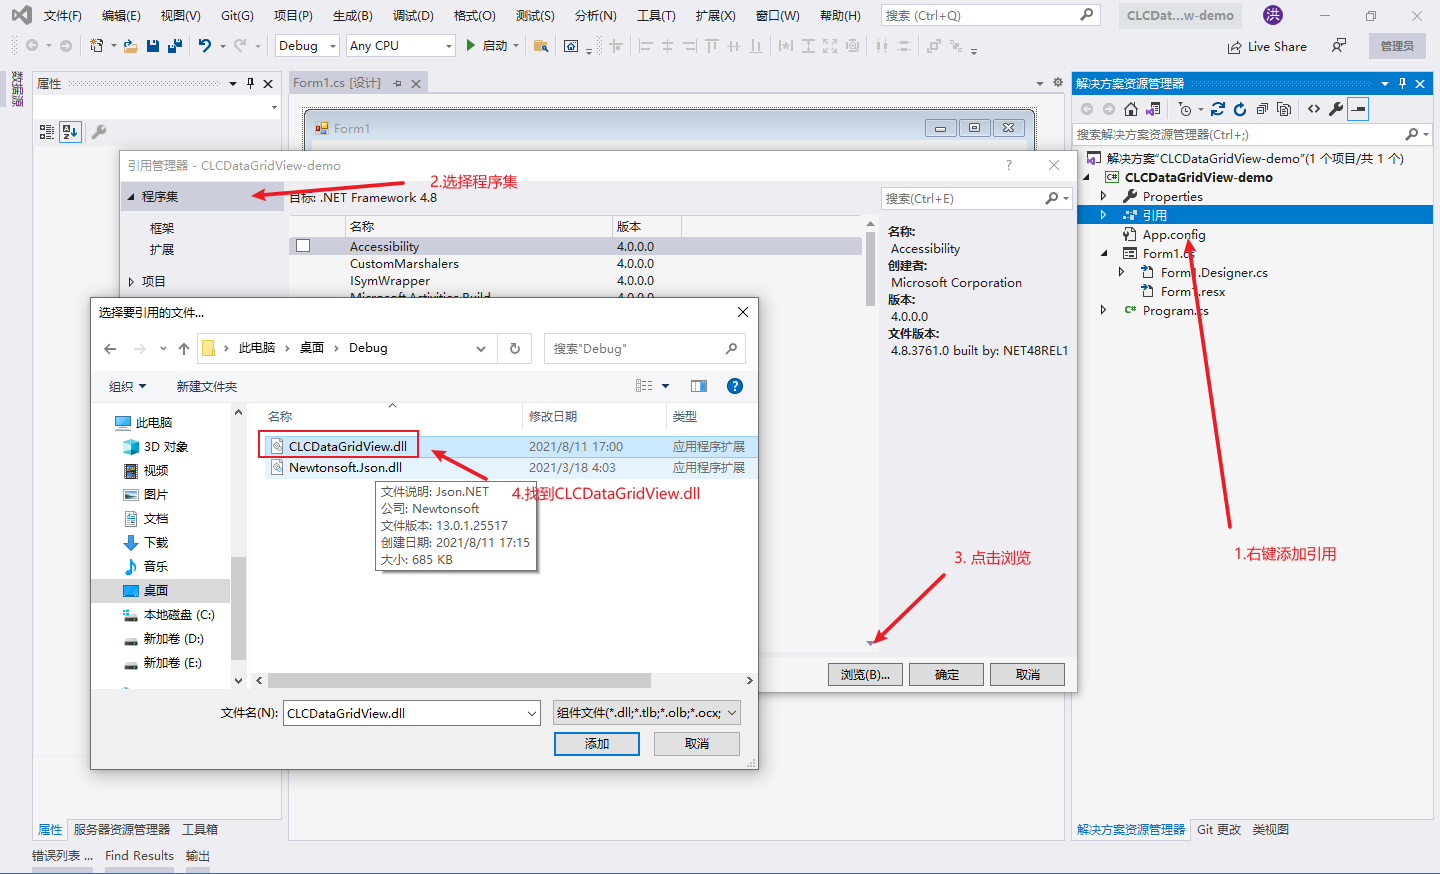 文件(F) 编辑(E) 视图(V) Git(G) 项目(P) 生成(B) 调试(D) 格式(O) 测试(S) 分析(N) 工具(T) 扩展(X) 窗口(W) 帮助(H) 搜索 (Ctrl+Q) CLCDat...w-demo 洪
Debug Any CPU 启动 Live Share 管理员
数据源
属性
Form1.cs [设计]
解决方案资源管理器
搜索解决方案资源管理器(Ctrl+;)
Form1
引用管理器 - CLCDataGridView-demo
解决方案"CLCDataGridView-demo"(1 个项目/共 1 个)
CLCDataGridView-demo
Properties
引用
App.config
Form1.cs
Form1.Designer.cs
Form1.resx
Program.cs
程序集
2.选择程序集
目标: .NET Framework 4.8
搜索(Ctrl+E)
框架
扩展
项目
名称 版本
Accessibility 4.0.0.0
CustomMarshalers 4.0.0.0
ISymWrapper 4.0.0.0
Microsoft.Activities.Build 4.0.0.0
名称:
Accessibility
创建者:
Microsoft Corporation
版本:
4.0.0.0
文件版本:
4.8.3761.0 built by: NET48REL1
选择要引用的文件...
此电脑 桌面 Debug
搜索"Debug"
组织 新建文件夹
此电脑
3D 对象
视频
图片
文档
下载
音乐
桌面
本地磁盘 (C:)
新加卷 (D:)
新加卷 (E:)
名称 修改日期 类型
CLCDataGridView.dll 2021/8/11 17:00 应用程序扩展
Newtonsoft.Json.dll 2021/3/18 4:03 应用程序扩展
文件说明: Json.NET
公司: Newtonsoft
文件版本: 13.0.1.25517
创建日期: 2021/8/11 17:15
大小: 685 KB
4.找到CLCDataGridView.dll
3. 点击浏览
1.右键添加引用
浏览(B)... 确定 取消
文件名(N): CLCDataGridView.dll 组件文件(*.dll;*.tlb;*.olb;*.ocx;
添加 取消
属性 服务器资源管理器 工具箱
解决方案资源管理器 Git 更改 类视图
错误列表 ... Find Results 输出